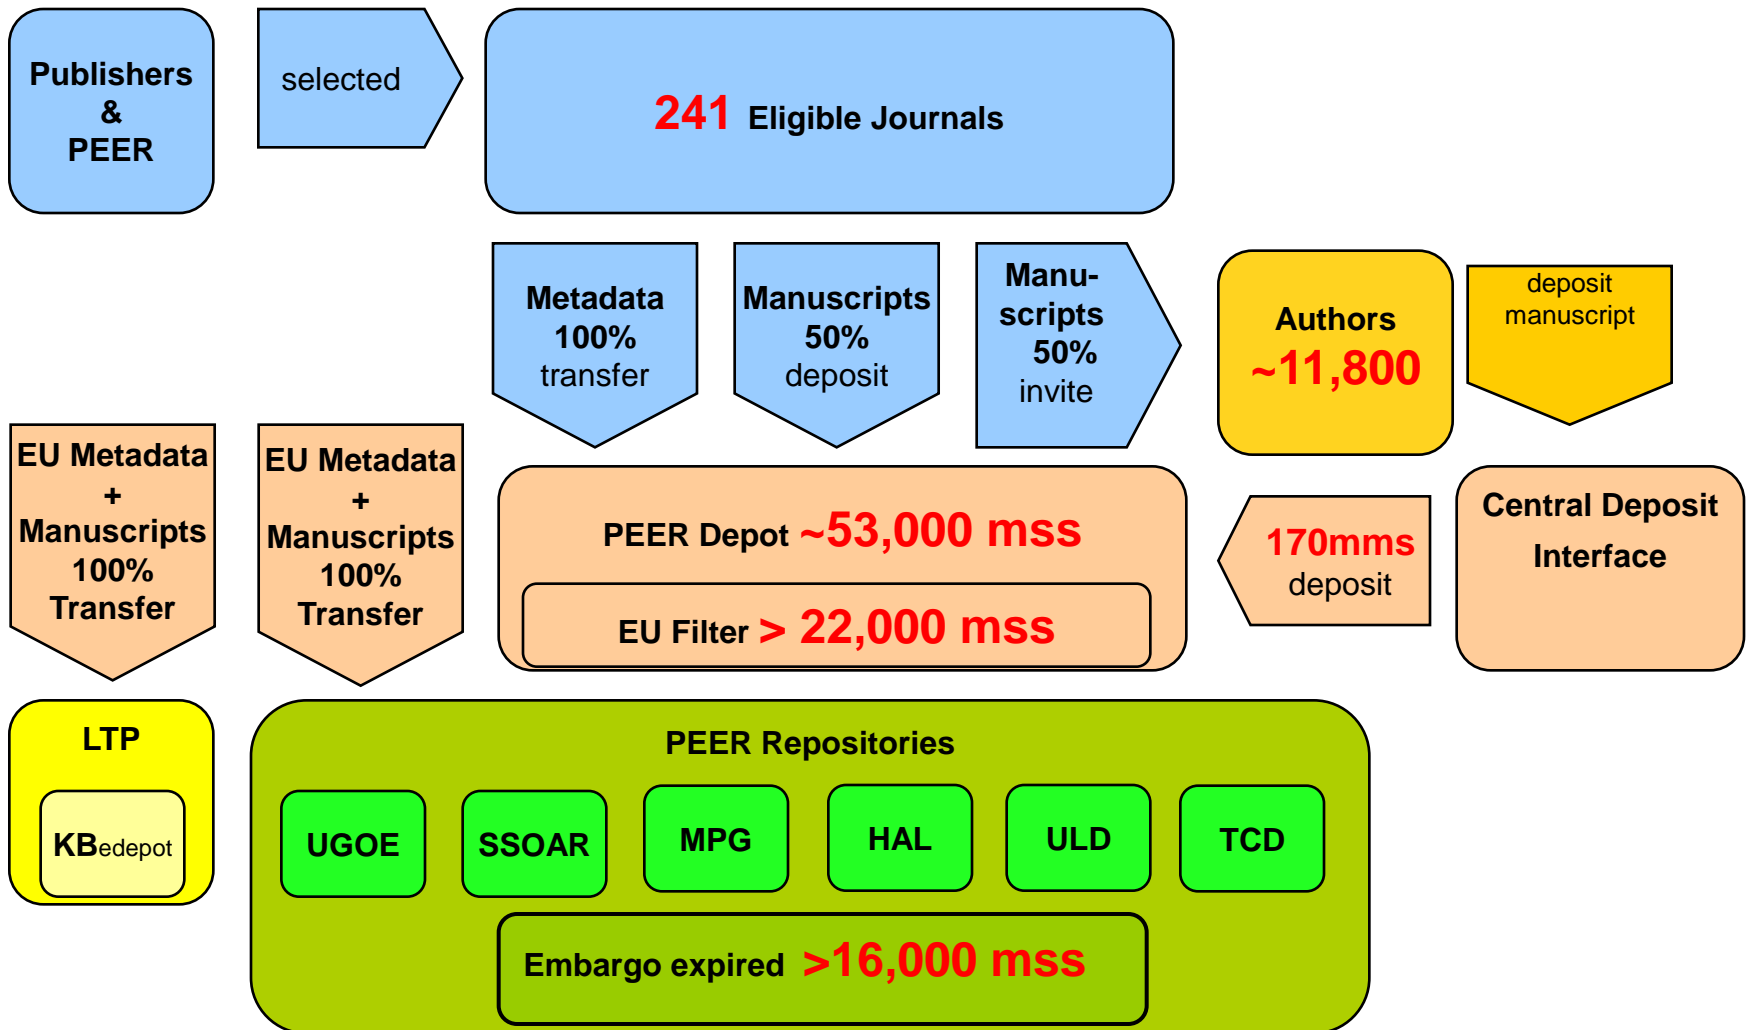 Publishers
&
PEER
selected
241 Eligible Journals
Metadata
100%
transfer
Manuscripts
50%
deposit
Manu-
scripts
50%
invite
Authors
~11,800
deposit
manuscript
EU Metadata
+
Manuscripts
100%
Transfer
EU Metadata
+
Manuscripts
100%
Transfer
PEER Depot ~53,000 mss
EU Filter > 22,000 mss
170mms
deposit
Central Deposit
Interface
LTP
KBedepot
PEER Repositories
UGOE
SSOAR
MPG
HAL
ULD
TCD
Embargo expired >16,000 mss